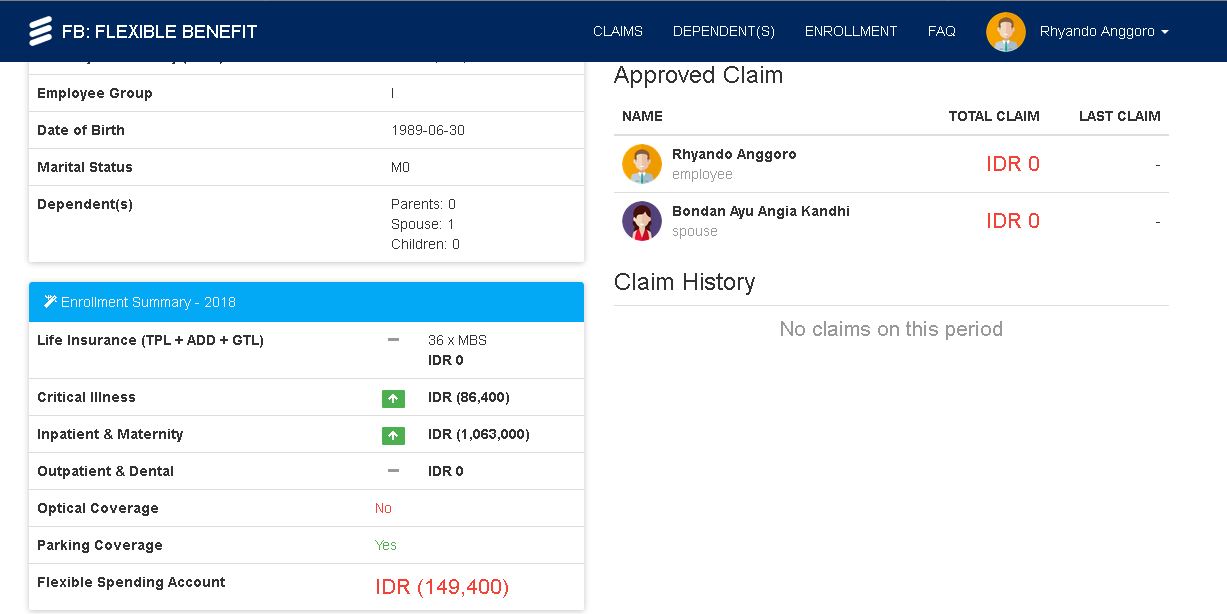 FB: FLEXIBLE BENEFIT
CLAIMS
DEPENDENT(S)
ENROLLMENT
FAQ
Rhyando Anggoro
Employee Group I
Date of Birth 1989-06-30
Marital Status M0
Dependent(s) Parents: 0
Spouse: 1
Children: 0
Enrollment Summary - 2018
Life Insurance (TPL + ADD + GTL) 36 x MBS
IDR 0
Critical Illness IDR (86,400)
Inpatient & Maternity IDR (1,063,000)
Outpatient & Dental IDR 0
Optical Coverage No
Parking Coverage Yes
Flexible Spending Account IDR (149,400)
Approved Claim
NAME TOTAL CLAIM LAST CLAIM
Rhyando Anggoro IDR 0 -
employee
Bondan Ayu Angia Kandhi IDR 0 -
spouse
Claim History
No claims on this period